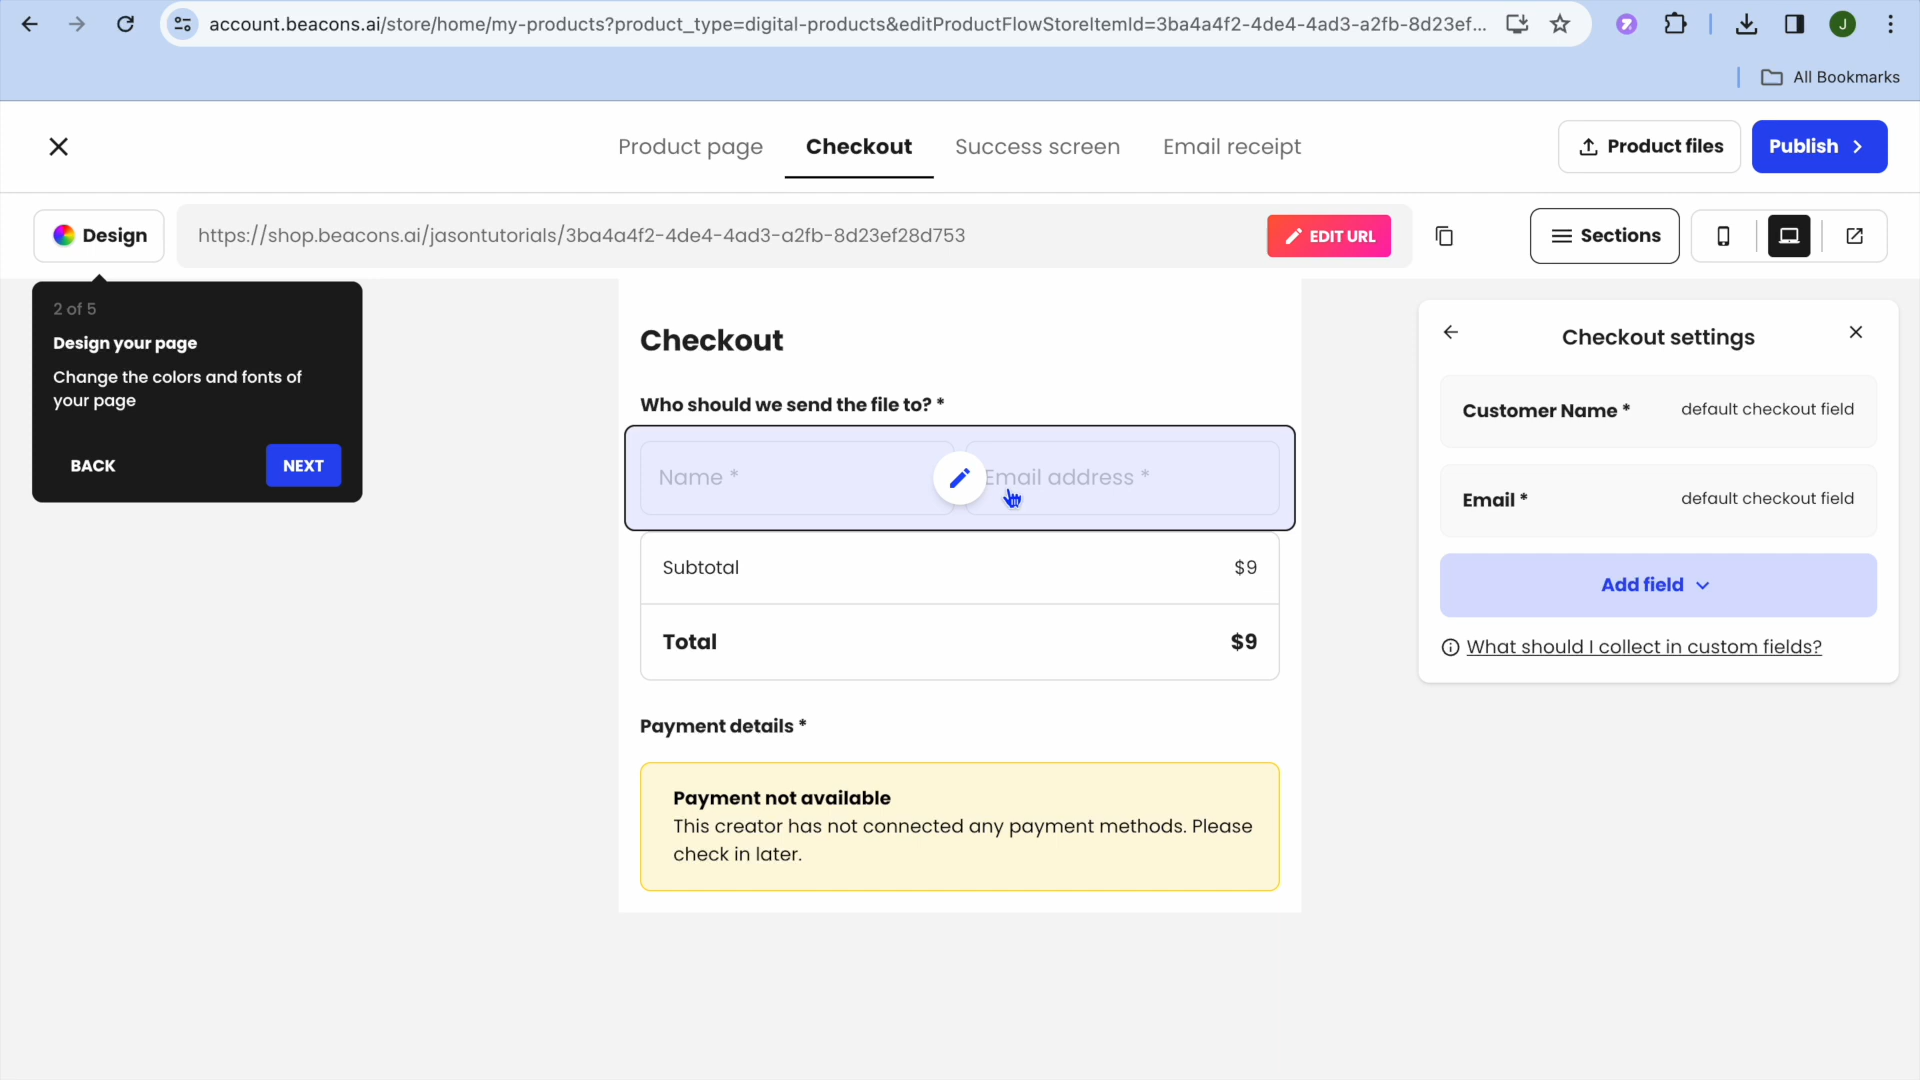 account.beacons.ai/store/home/my-products?product_type=digital-products&editProductFlowStoreItemId=3ba4a4f2-4de4-4ad3-a2fb-8d23ef...
J
All Bookmarks
Product page
Checkout
Success screen
Email receipt
Product files
Publish
Design
https://shop.beacons.ai/jasontutorials/3ba4a4f2-4de4-4ad3-a2fb-8d23ef28d753
EDIT URL
Sections
2 of 5
Design your page
Change the colors and fonts of
your page
BACK
NEXT
Checkout
Who should we send the file to? *
Name *
Email address *
Subtotal
$9
Total
$9
Payment details *
Payment not available
This creator has not connected any payment methods. Please
check in later.
Checkout settings
Customer Name *
default checkout field
Email *
default checkout field
Add field
What should I collect in custom fields?